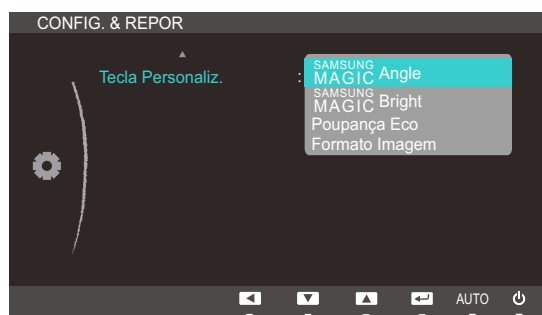 CONFIG. & REPOR
Tecla Personaliz. : SAMSUNG MAGIC Angle
SAMSUNG MAGIC Bright
Poupança Eco
Formato Imagem
AUTO